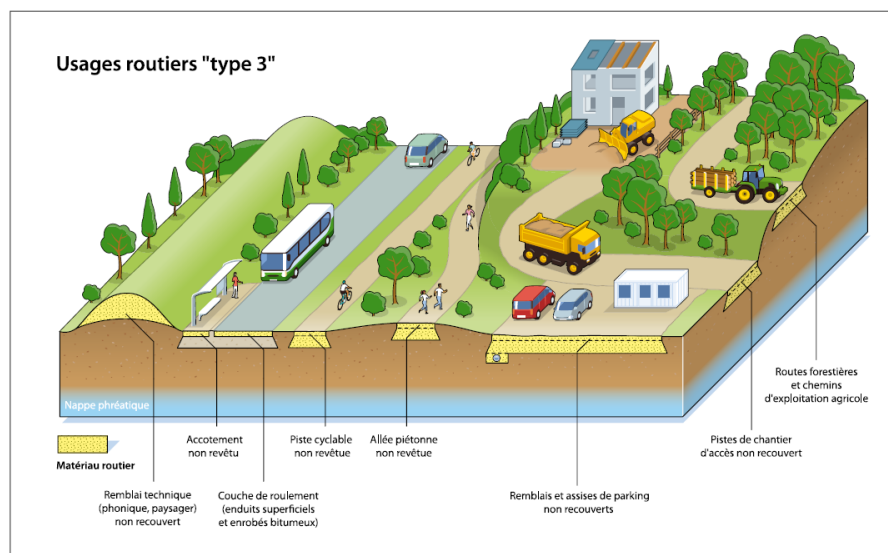 Usages routiers "type 3"
Nappe phréatique
Matériau routier
Remblai technique
(phonique, paysager)
non recouvert
Accotement
non revêtu
Couche de roulement
(enduits superficiels
et enrobés bitumeux)
Piste cyclable
non revêtue
Allée piétonne
non revêtue
Remblais et assises de parking
non recouverts
Pistes de chantier
d'accès non recouvert
Routes forestières
et chemins
d'exploitation agricole